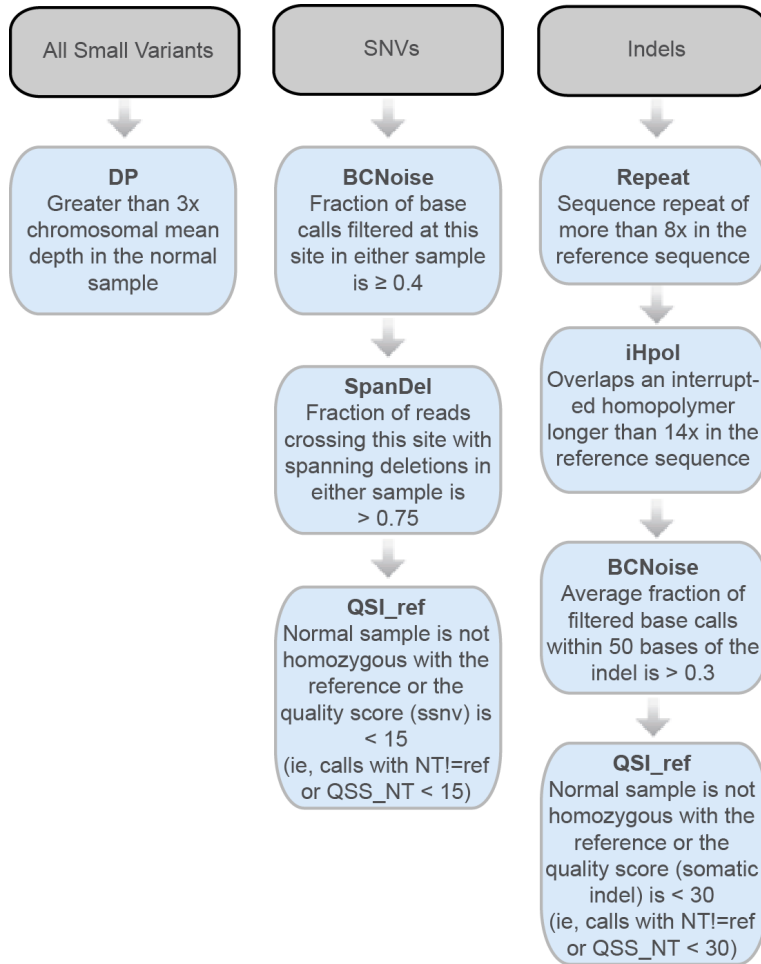 All Small Variants
DP
Greater than 3x
chromosomal mean
depth in the normal
sample
SNVs
BCNoise
Fraction of base
calls filtered at this
site in either sample
is ≥ 0.4
SpanDel
Fraction of reads
crossing this site with
spanning deletions in
either sample is
> 0.75
QSI_ref
Normal sample is not
homozygous with the
reference or the
quality score (ssnv) is
< 15
(ie, calls with NT!=ref
or QSS_NT < 15)
Indels
Repeat
Sequence repeat of
more than 8x in the
reference sequence
iHpol
Overlaps an interrupt-
ed homopolymer
longer than 14x in the
reference sequence
BCNoise
Average fraction of
filtered base calls
within 50 bases of the
indel is > 0.3
QSI_ref
Normal sample is not
homozygous with the
reference or the
quality score (somatic
indel) is < 30
(ie, calls with NT!=ref
or QSS_NT < 30)